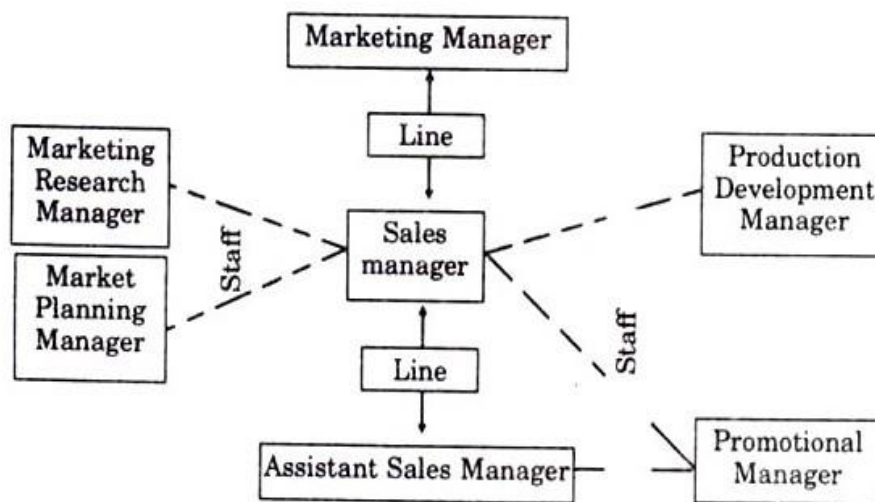 Marketing Manager
Line
Marketing
Research
Manager
Production
Development
Manager
Sales
manager
Staff
Market
Planning
Manager
Staff
Line
Assistant Sales Manager
Promotional
Manager